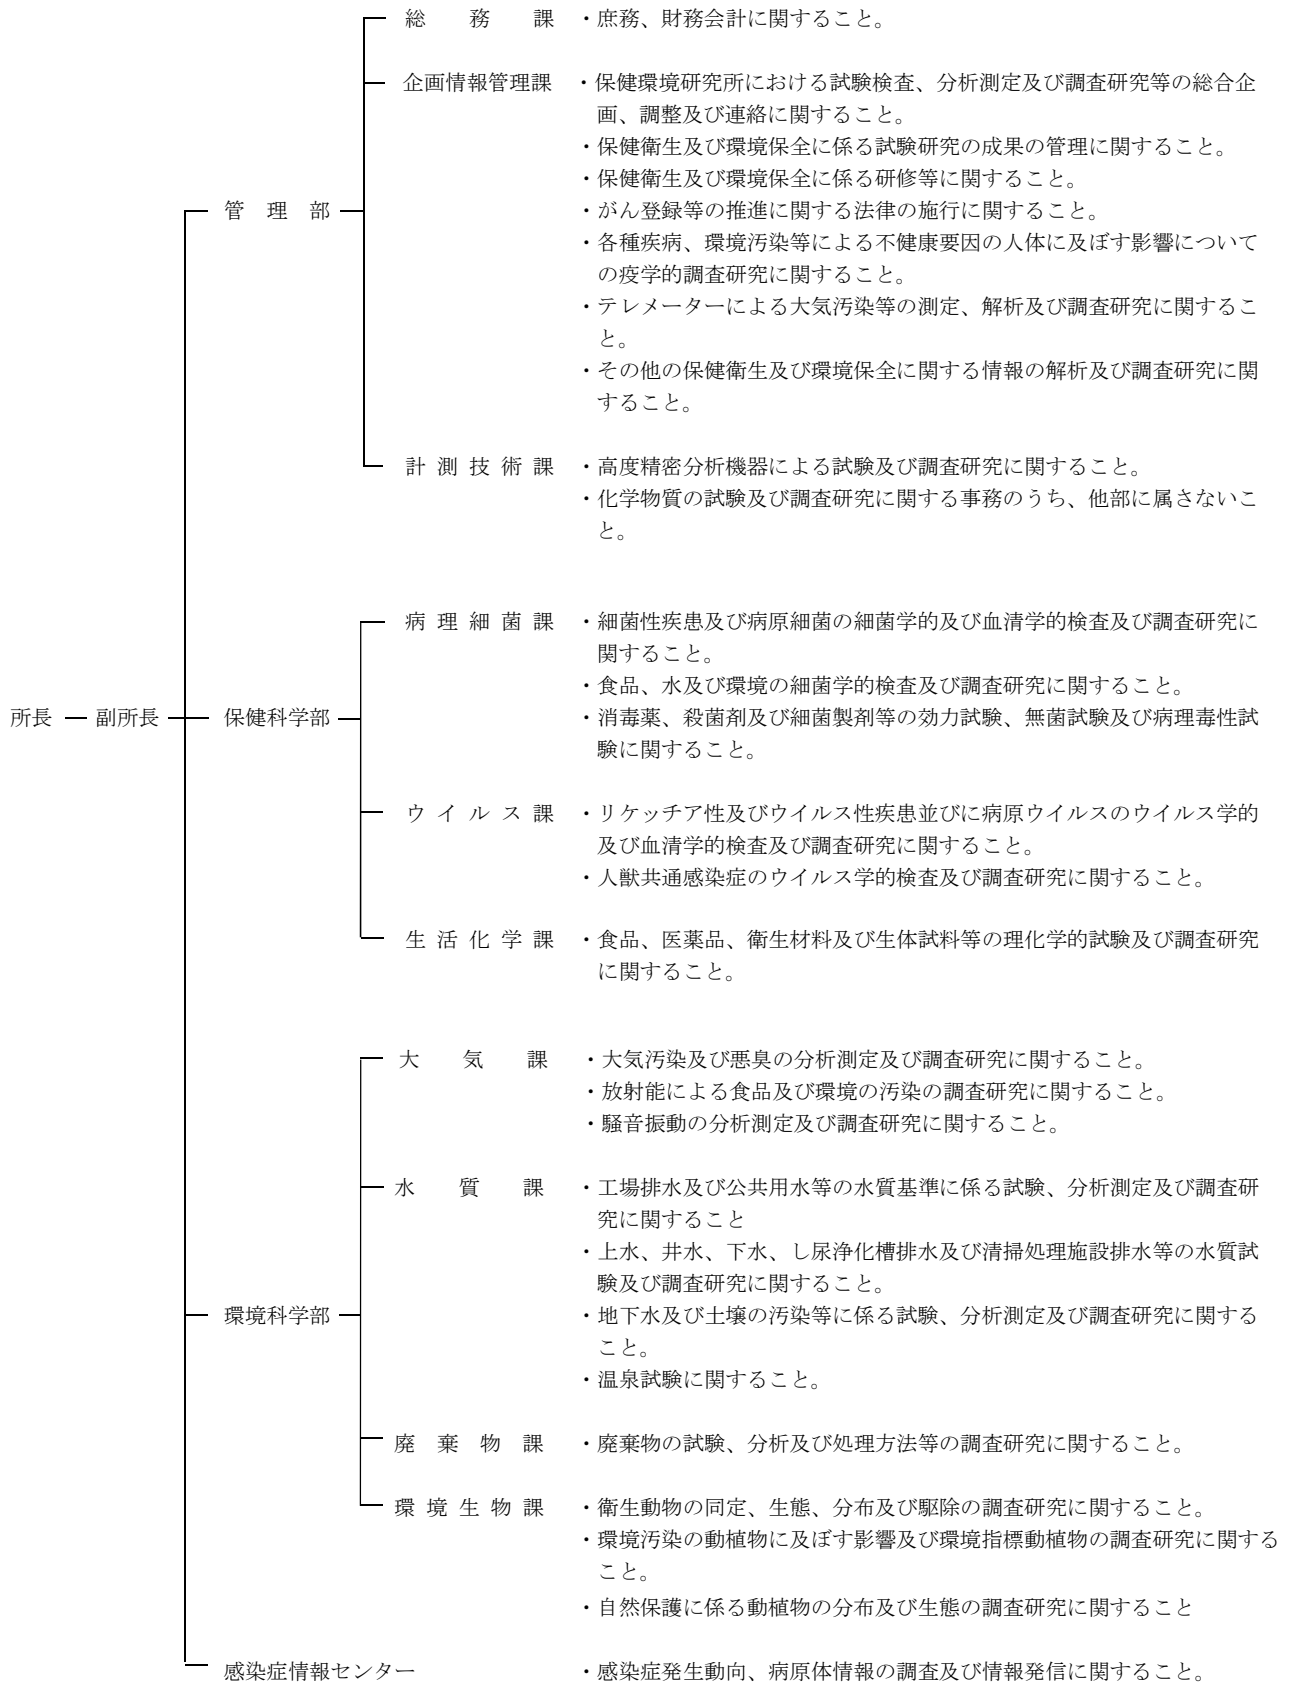 総務課 ・庶務、財務会計に関すること。
企画情報管理課 ・保健環境研究所における試験検査、分析測定及び調査研究等の総合企
画、調整及び連絡に関すること。
・保健衛生及び環境保全に係る試験研究の成果の管理に関すること。
・保健衛生及び環境保全に係る研修等に関すること。
管理部 ・がん登録等の推進に関する法律の施行に関すること。
・各種疾病、環境汚染等による不健康要因の人体に及ぼす影響について
の疫学的調査研究に関すること。
・テレメーターによる大気汚染等の測定、解析及び調査研究に関するこ
と。
・その他の保健衛生及び環境保全に関する情報の解析及び調査研究に関
すること。
計測技術課 ・高度精密分析機器による試験及び調査研究に関すること。
・化学物質の試験及び調査研究に関する事務のうち、他部に属さないこ
と。
病理細菌課 ・細菌性疾患及び病原細菌の細菌学的及び血清学的検査及び調査研究に
関すること。
・食品、水及び環境の細菌学的検査及び調査研究に関すること。
所長 副所長 保健科学部 ・消毒薬、殺菌剤及び細菌製剤等の効力試験、無菌試験及び病理毒性試
験に関すること。
ウイルス課 ・リケッチア性及びウイルス性疾患並びに病原ウイルスのウイルス学的
及び血清学的検査及び調査研究に関すること。
・人獣共通感染症のウイルス学的検査及び調査研究に関すること。
生活化学課 ・食品、医薬品、衛生材料及び生体試料等の理化学的試験及び調査研究
に関すること。
大気課 ・大気汚染及び悪臭の分析測定及び調査研究に関すること。
・放射能による食品及び環境の汚染の調査研究に関すること。
・騒音振動の分析測定及び調査研究に関すること。
水質課 ・工場排水及び公共用水等の水質基準に係る試験、分析測定及び調査研
究に関すること
・上水、井水、下水、し尿浄化槽排水及び清掃処理施設排水等の水質試
験及び調査研究に関すること。
環境科学部 ・地下水及び土壌の汚染等に係る試験、分析測定及び調査研究に関する
こと。
・温泉試験に関すること。
廃棄物課 ・廃棄物の試験、分析及び処理方法等の調査研究に関すること。
環境生物課 ・衛生動物の同定、生態、分布及び駆除の調査研究に関すること。
・環境汚染の動植物に及ぼす影響及び環境指標動植物の調査研究に関する
こと。
・自然保護に係る動植物の分布及び生態の調査研究に関すること
感染症情報センター ・感染症発生動向、病原体情報の調査及び情報発信に関すること。